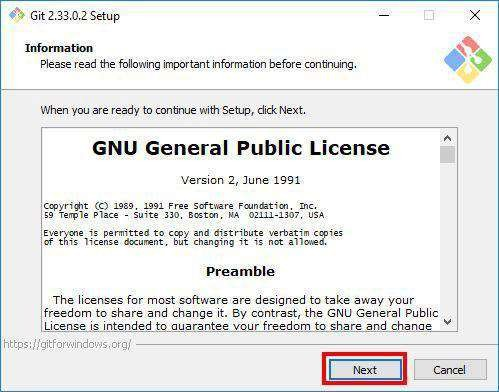 Git 2.33.0.2 Setup
Information
Please read the following important information before continuing.
When you are ready to continue with Setup, click Next.
GNU General Public License
Version 2, June 1991
Copyright (C) 1989, 1991 Free Software Foundation, Inc.
59 Temple Place - Suite 330, Boston, MA  02111-1307, USA
Everyone is permitted to copy and distribute verbatim copies
of this license document, but changing it is not allowed.
Preamble
The licenses for most software are designed to take away your
freedom to share and change it. By contrast, the GNU General Public
License is intended to guarantee your freedom to share and change
https://gitforwindows.org/
Next
Cancel